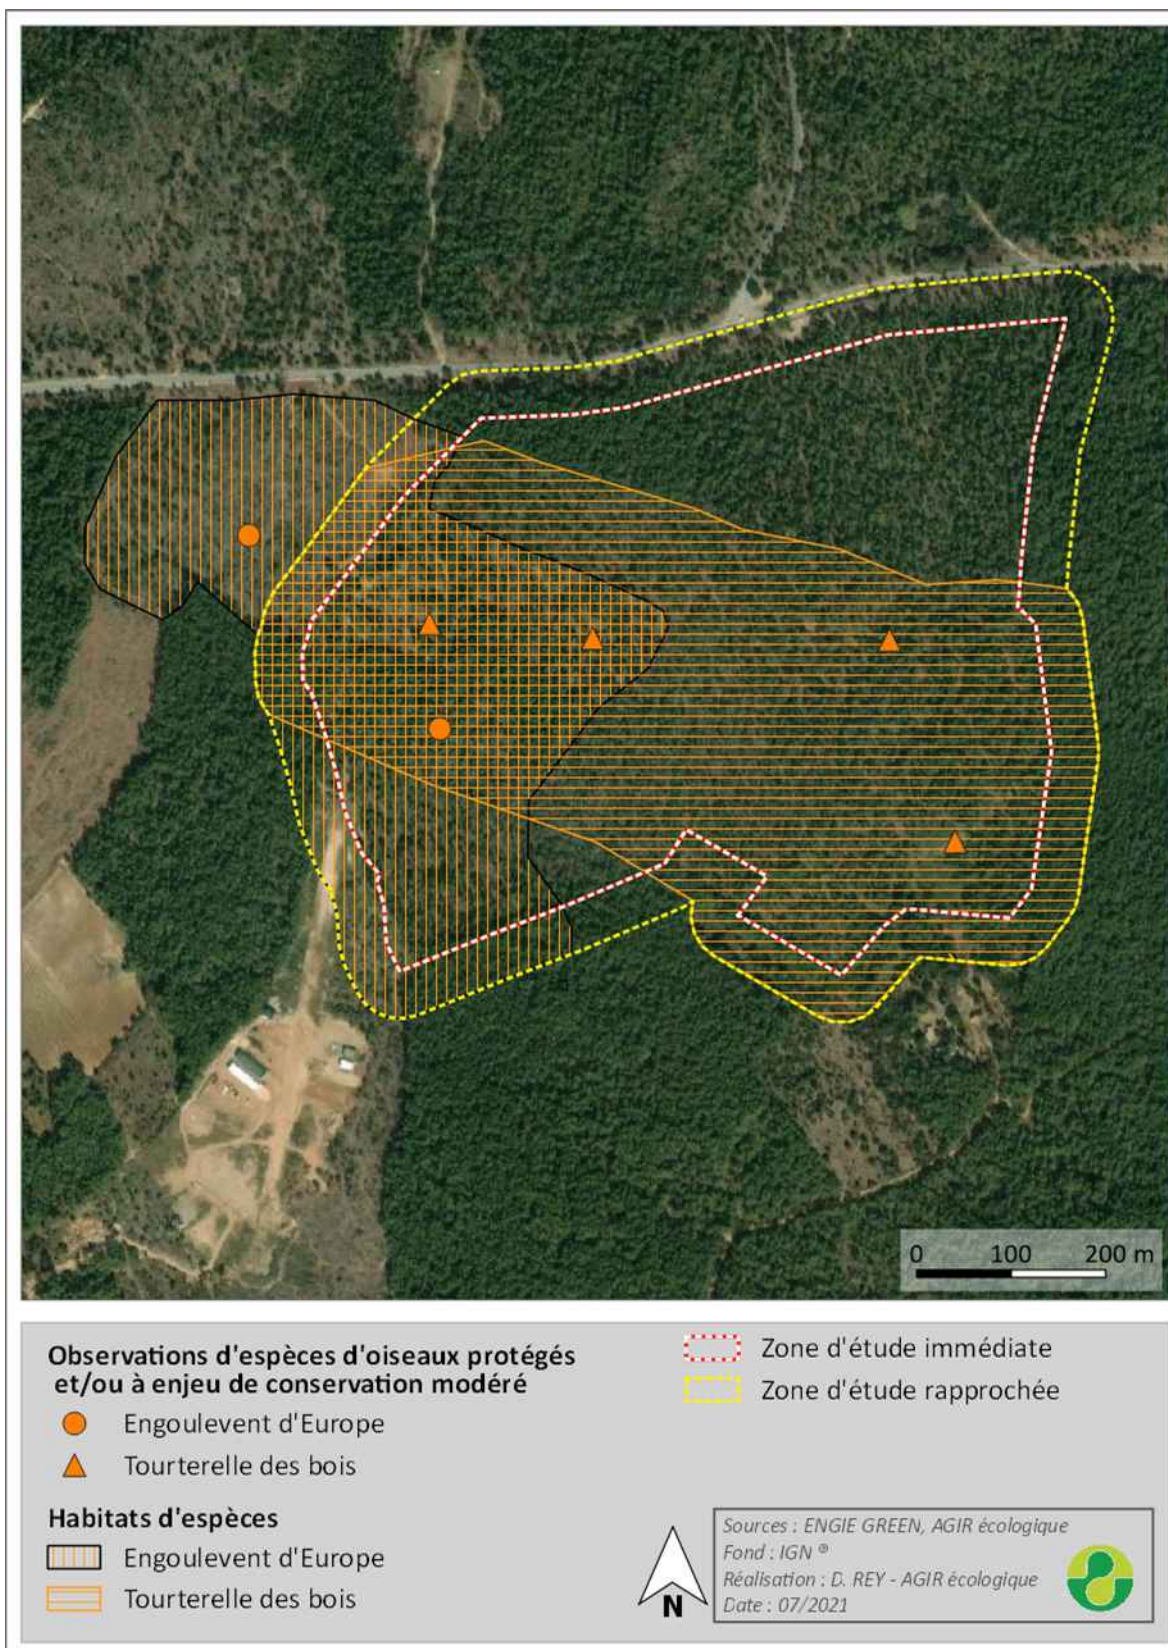 0 100 200 m
Observations d'espèces d'oiseaux protégés
et/ou à enjeu de conservation modéré
Engoulevent d'Europe
Tourterelle des bois
Habitats d'espèces
Engoulevent d'Europe
Tourterelle des bois
Zone d'étude immédiate
Zone d'étude rapprochée
N
Sources : ENGIE GREEN, AGIR écologique
Fond : IGN ®
Réalisation : D. REY - AGIR écologique
Date : 07/2021